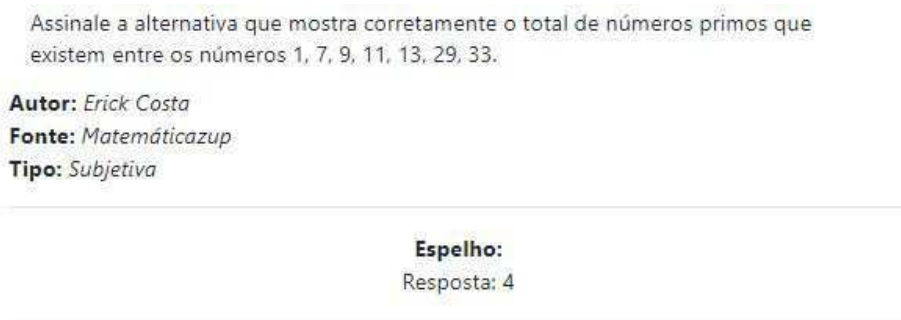 Assinale a alternativa que mostra corretamente o total de números primos que
existem entre os números 1, 7, 9, 11, 13, 29, 33.
Autor: Erick Costa
Fonte: Matemáticazup
Tipo: Subjetiva
Espelho:
Resposta: 4